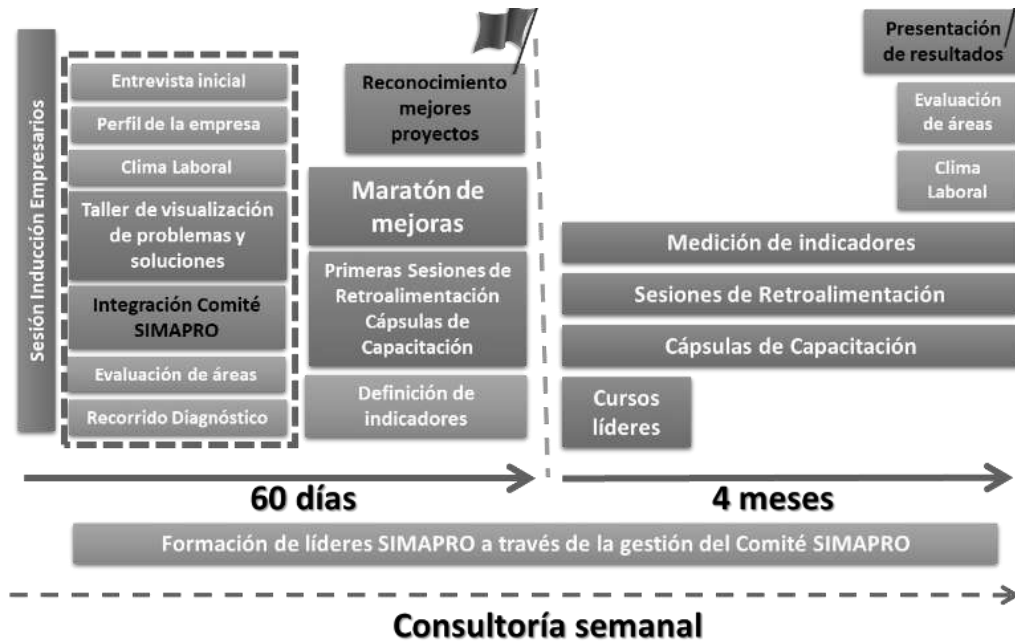 Sesión Inducción Empresarios
Entrevista inicial
Perfil de la empresa
Clima Laboral
Taller de visualización
de problemas y
soluciones
Integración Comité
SIMAPRO
Evaluación de áreas
Recorrido Diagnóstico
Reconocimiento
mejores
proyectos
Maratón de
mejoras
Primeras Sesiones de
Retroalimentación
Cápsulas de
Capacitación
Definición de
indicadores
Presentación
de resultados
Evaluación
de áreas
Clima
Laboral
Medición de indicadores
Sesiones de Retroalimentación
Cápsulas de Capacitación
Cursos
líderes
60 días
4 meses
Formación de líderes SIMAPRO a través de la gestión del Comité SIMAPRO
Consultoría semanal